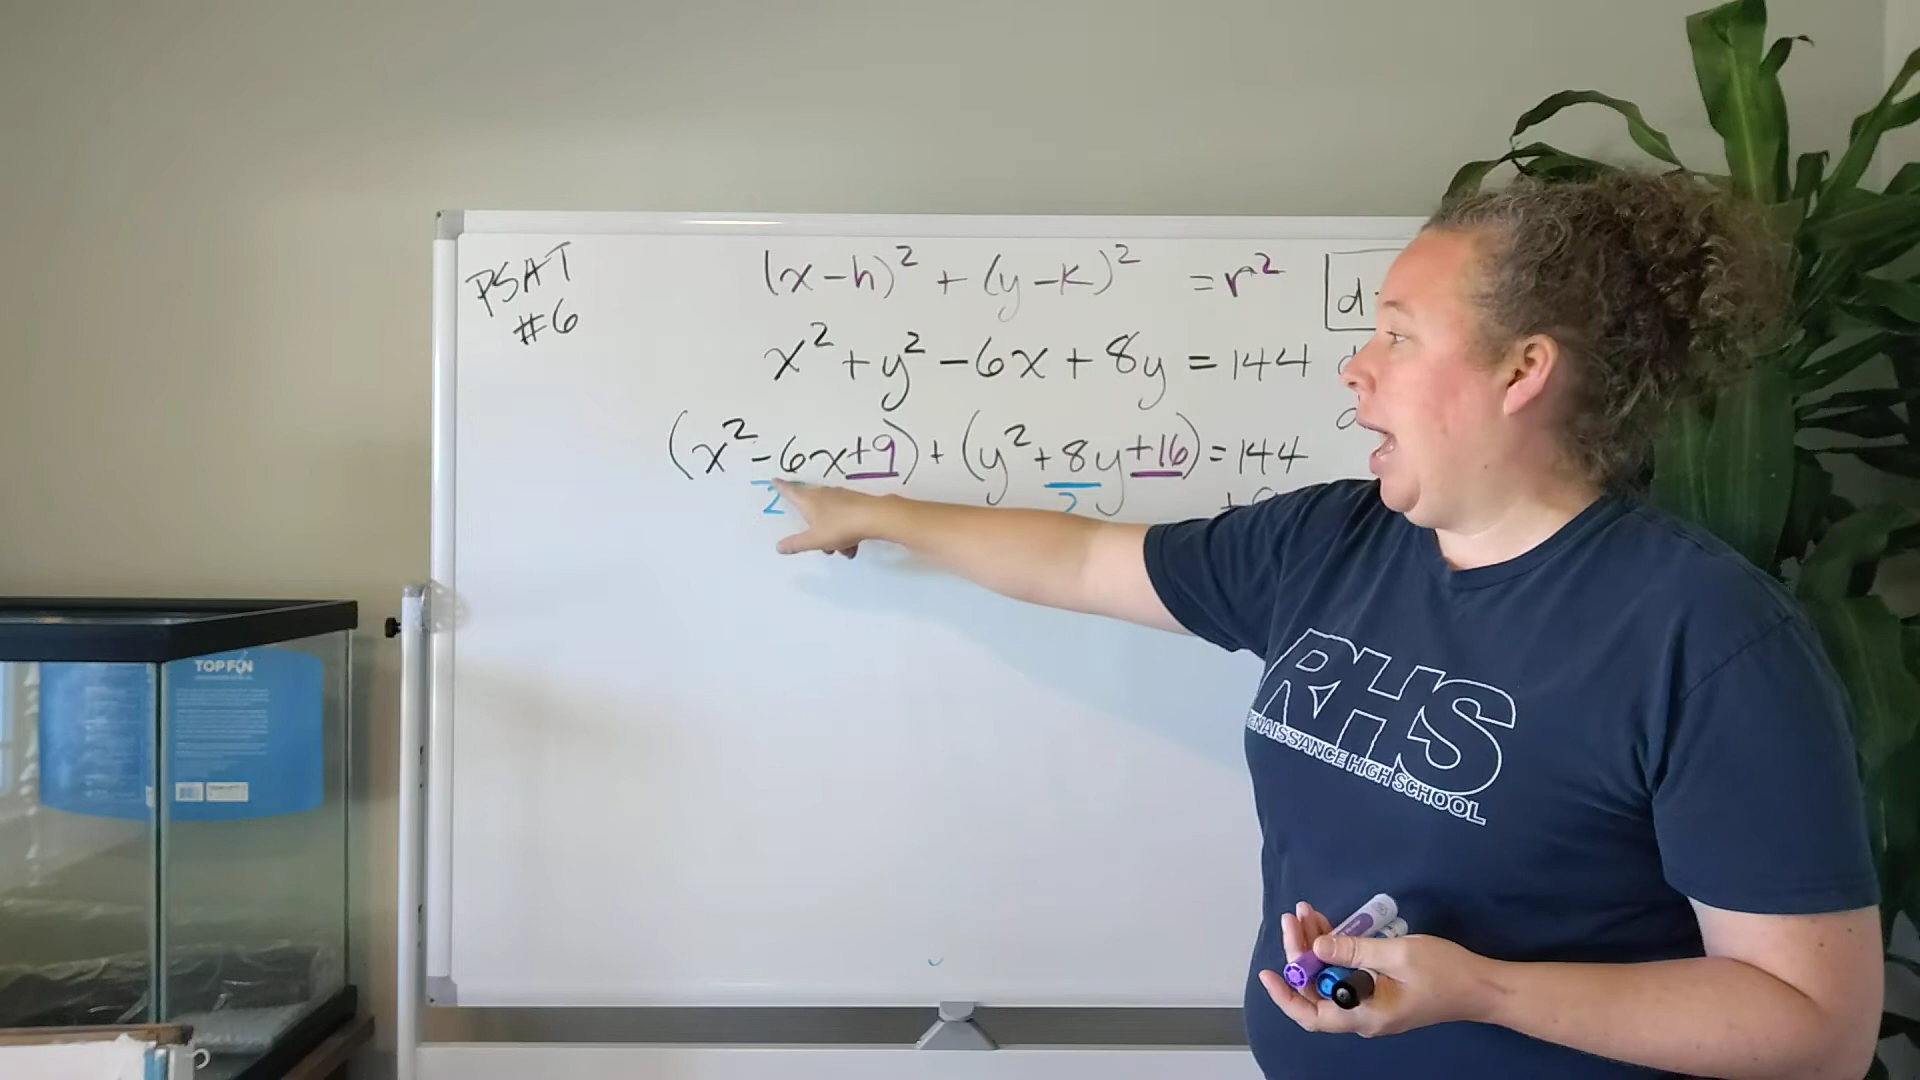 PSAT
#6
(x-h)² + (y-k)² = r²
d
x² + y² - 6x + 8y = 144
(x² - 6x + 9) + (y² + 8y + 16) = 144
2 2
TOP FIN
RHS
RENAISSANCE HIGH SCHOOL